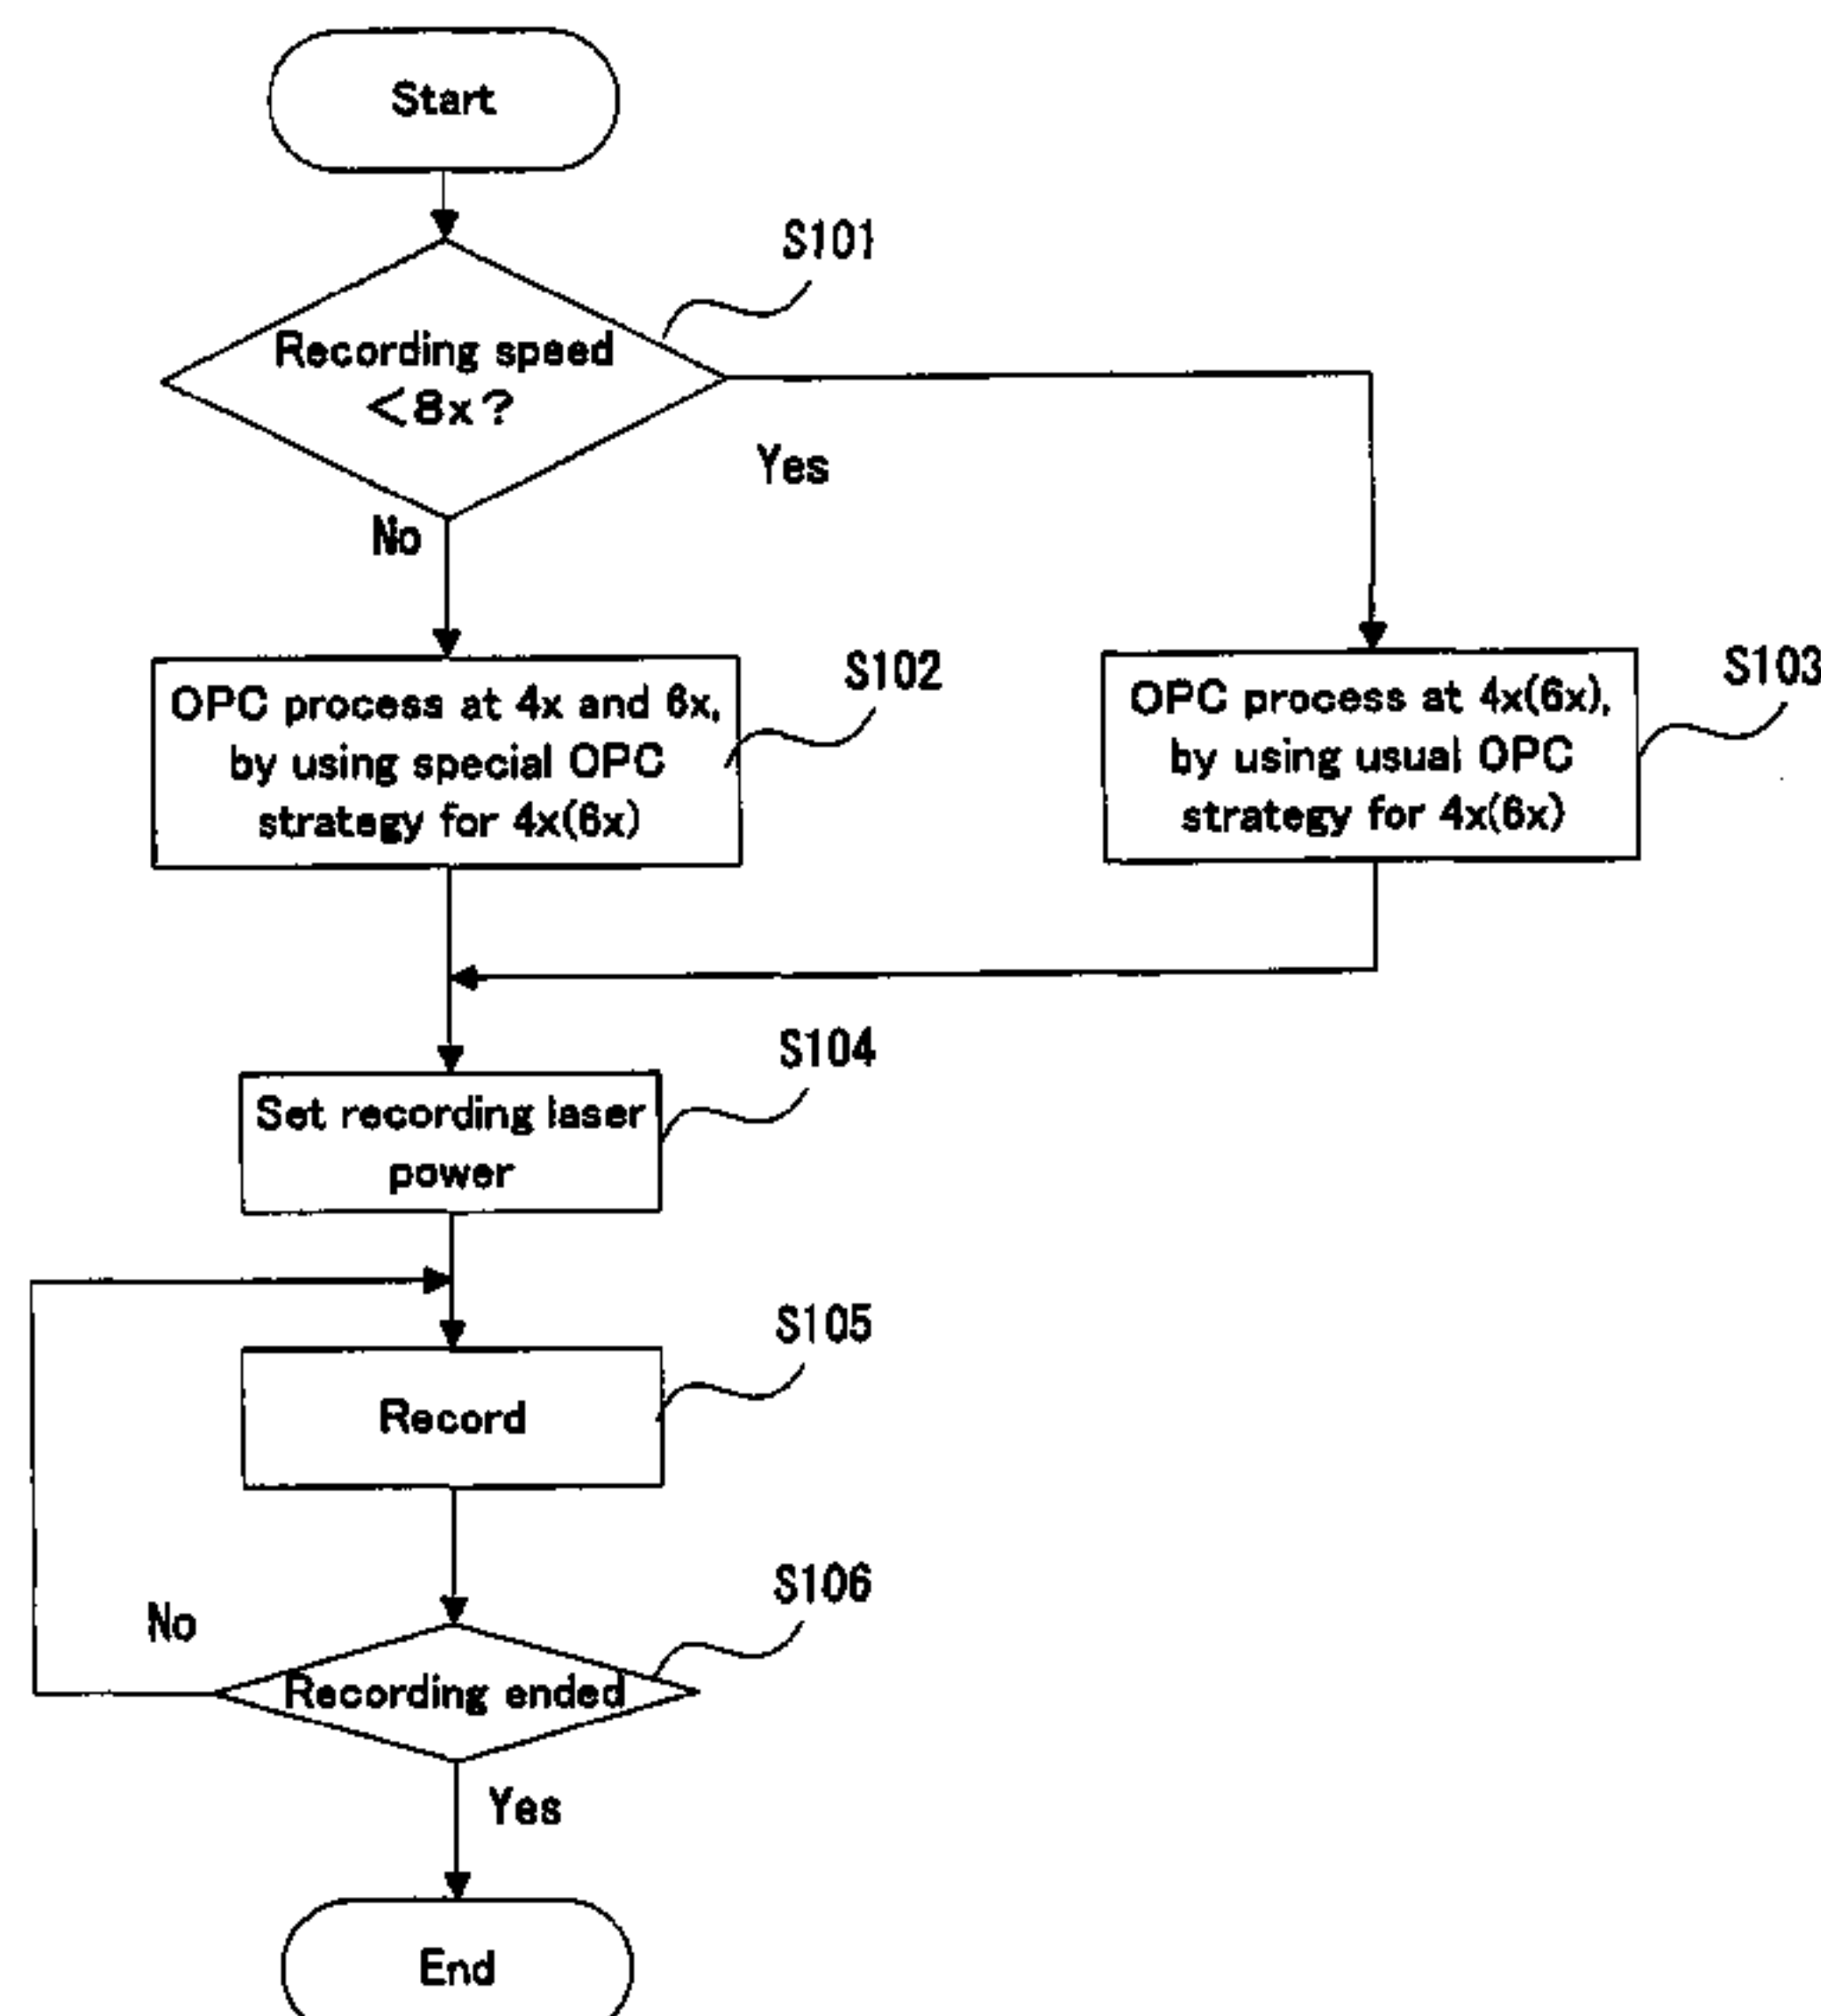 Start
S101
Recording speed
<8x?
Yes
No
S102
OPC process at 4x and 6x,
by using special OPC
strategy for 4x(6x)
S103
OPC process at 4x(6x),
by using usual OPC
strategy for 4x(6x)
S104
Set recording laser
power
S105
Record
S106
No
Recording ended
Yes
End